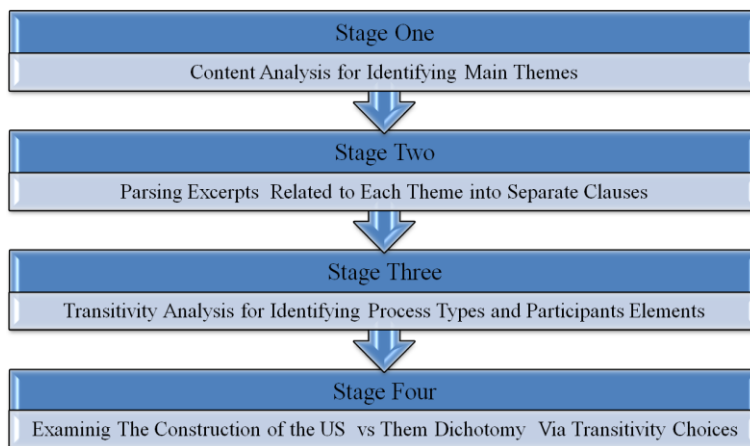 Stage One
Content Analysis for Identifying Main Themes
Stage Two
Parsing Excerpts Related to Each Theme into Separate Clauses
Stage Three
Transitivity Analysis for Identifying Process Types and Participants Elements
Stage Four
Examinig The Construction of the US vs Them Dichotomy Via Transitivity Choices